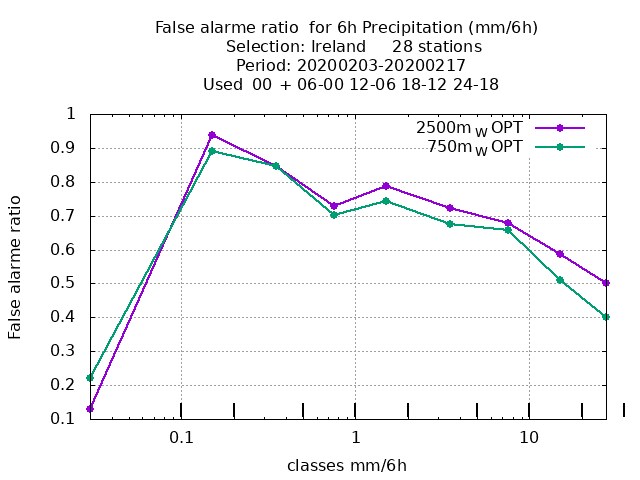 False alarme ratio  for 6h Precipitation (mm/6h)
Selection: Ireland     28 stations
Period: 20200203-20200217
Used  00  + 06-00 12-06 18-12 24-18
2500m W OPT
750m W OPT
1
0.9
0.8
0.7
0.6
0.5
0.4
0.3
0.2
0.1
False alarme ratio
0.1
1
10
classes mm/6h